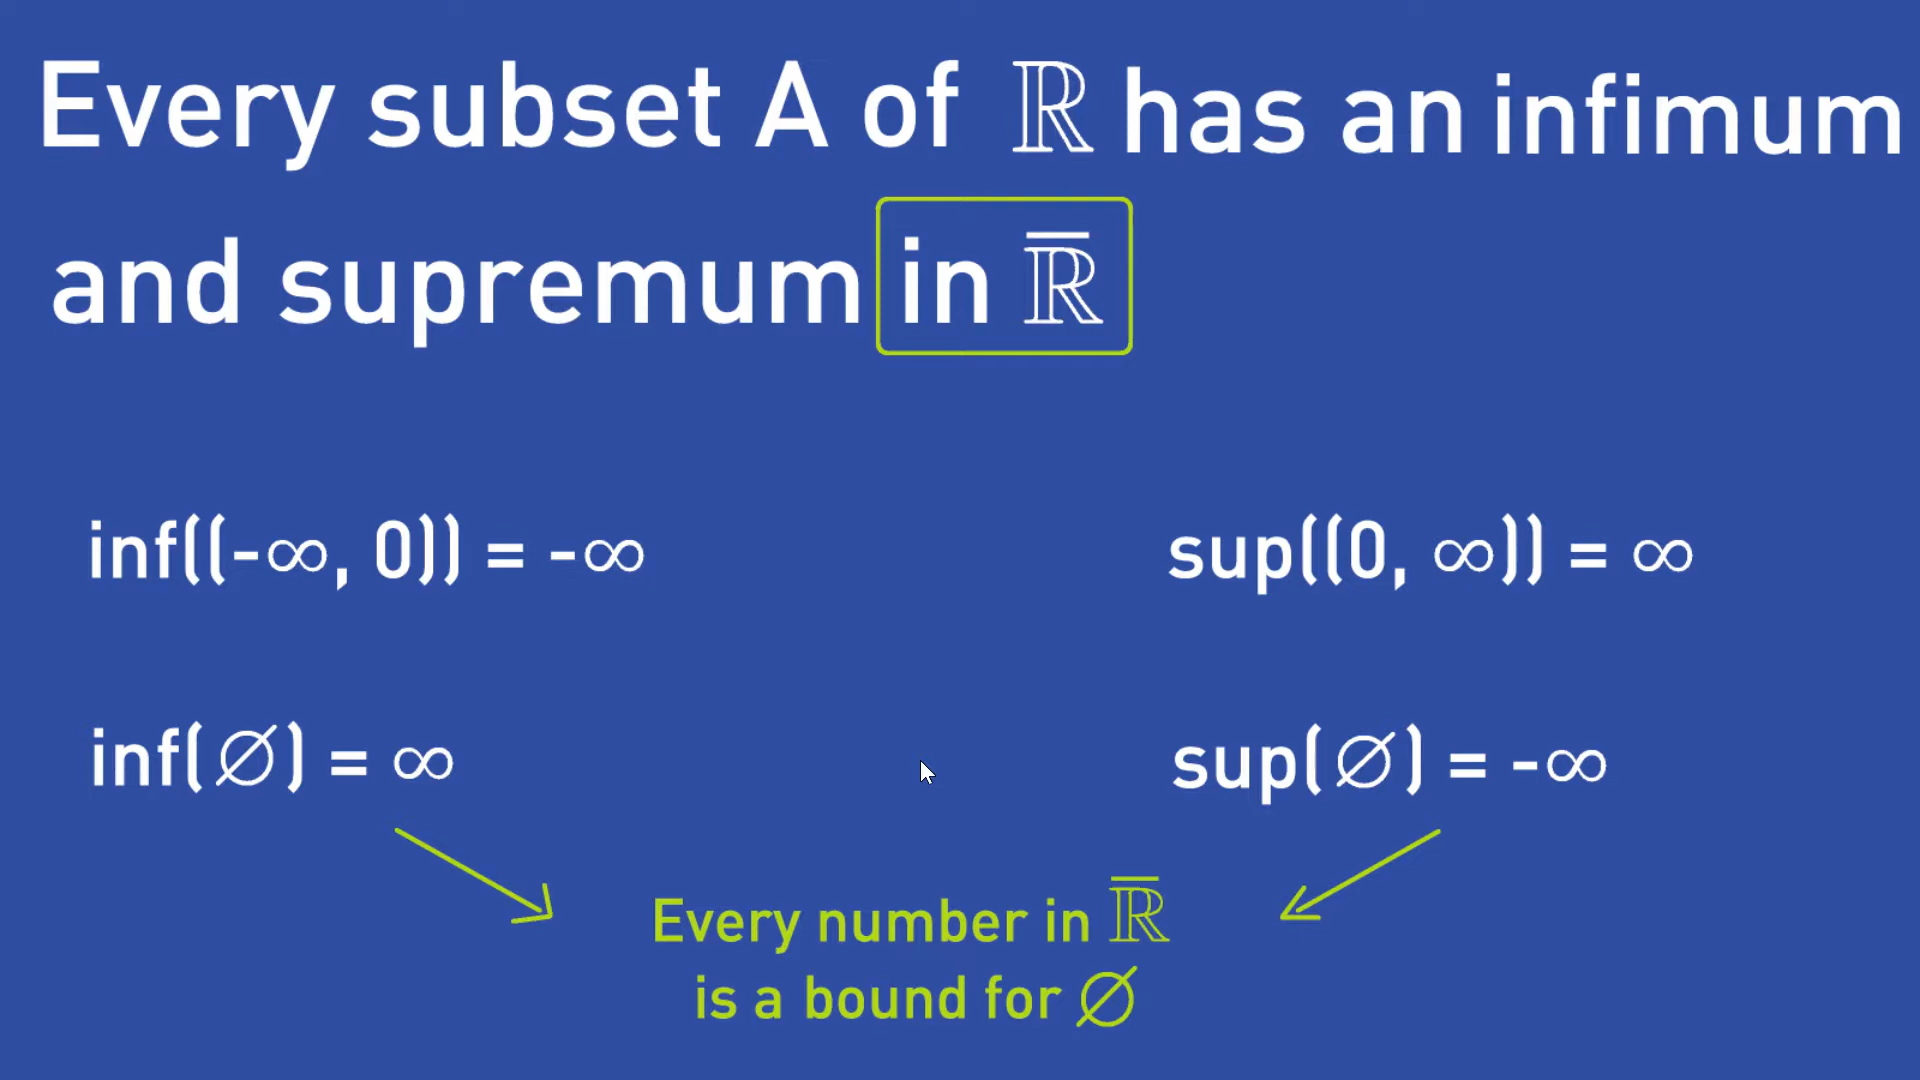 Every subset A of ℝ has an infimum
and supremum in ℝ̅
inf((-∞, 0)) = -∞
sup((0, ∞)) = ∞
inf(∅) = ∞
sup(∅) = -∞
Every number in ℝ̅
is a bound for ∅